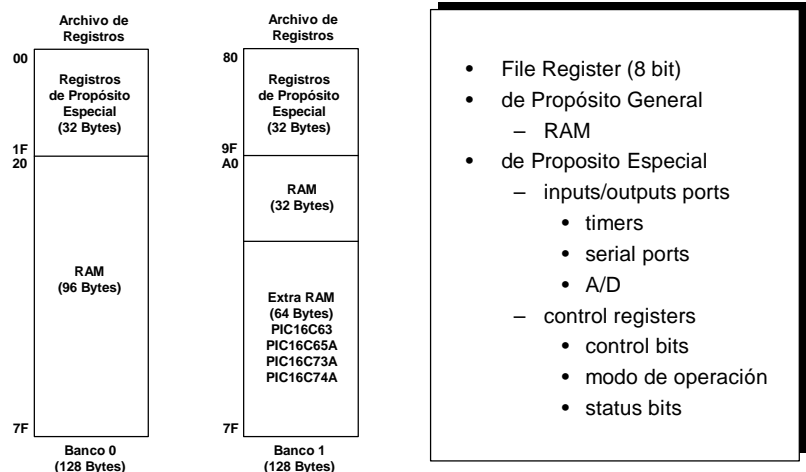 Archivo de
Registros
00
Registros
de Propósito
Especial
(32 Bytes)
1F
20
RAM
(96 Bytes)
7F
Banco 0
(128 Bytes)
Archivo de
Registros
80
Registros
de Propósito
Especial
(32 Bytes)
9F
A0
RAM
(32 Bytes)
Extra RAM
(64 Bytes)
PIC16C63
PIC16C65A
PIC16C73A
PIC16C74A
7F
Banco 1
(128 Bytes)
• File Register (8 bit)
• de Propósito General
– RAM
• de Proposito Especial
– inputs/outputs ports
• timers
• serial ports
• A/D
– control registers
• control bits
• modo de operación
• status bits